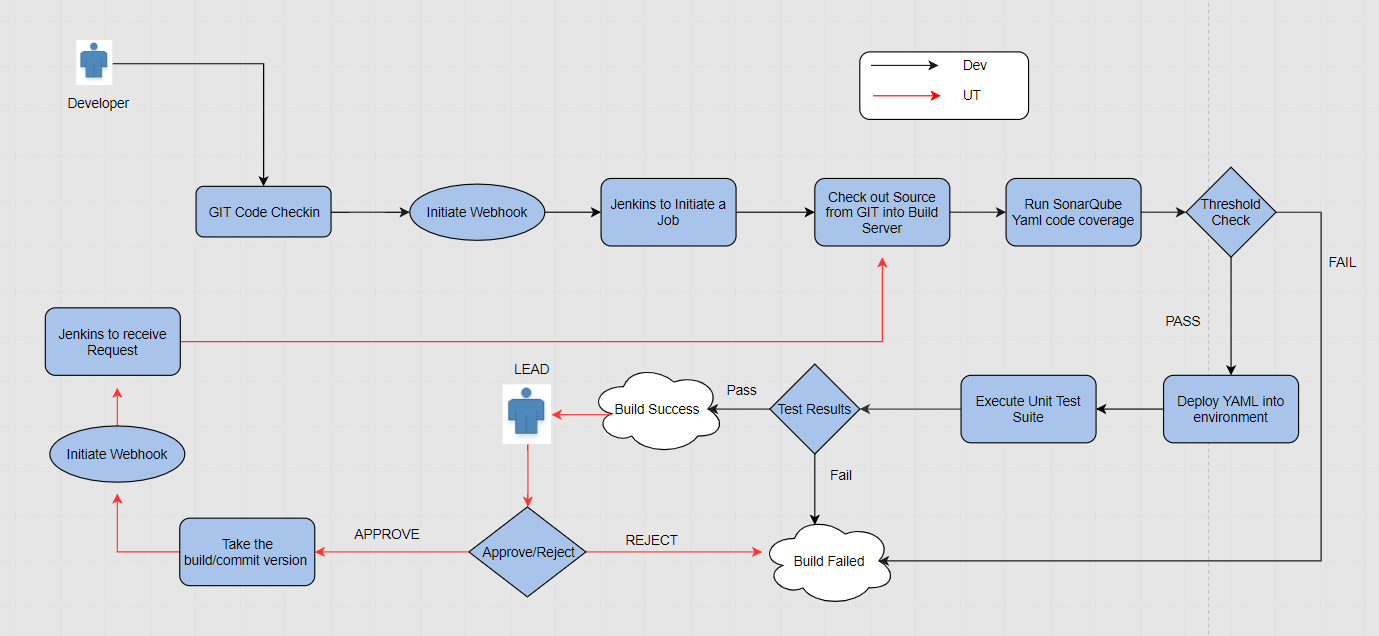 Developer
Dev
UT
GIT Code Checkin
Initiate Webhook
Jenkins to Initiate a
Job
Check out Source
from GIT into Build
Server
Run SonarQube
Yaml code coverage
Threshold
Check
FAIL
PASS
Jenkins to receive
Request
LEAD
Build Success
Pass
Test Results
Execute Unit Test
Suite
Deploy YAML into
environment
Initiate Webhook
Fail
Take the
build/commit version
APPROVE
Approve/Reject
REJECT
Build Failed